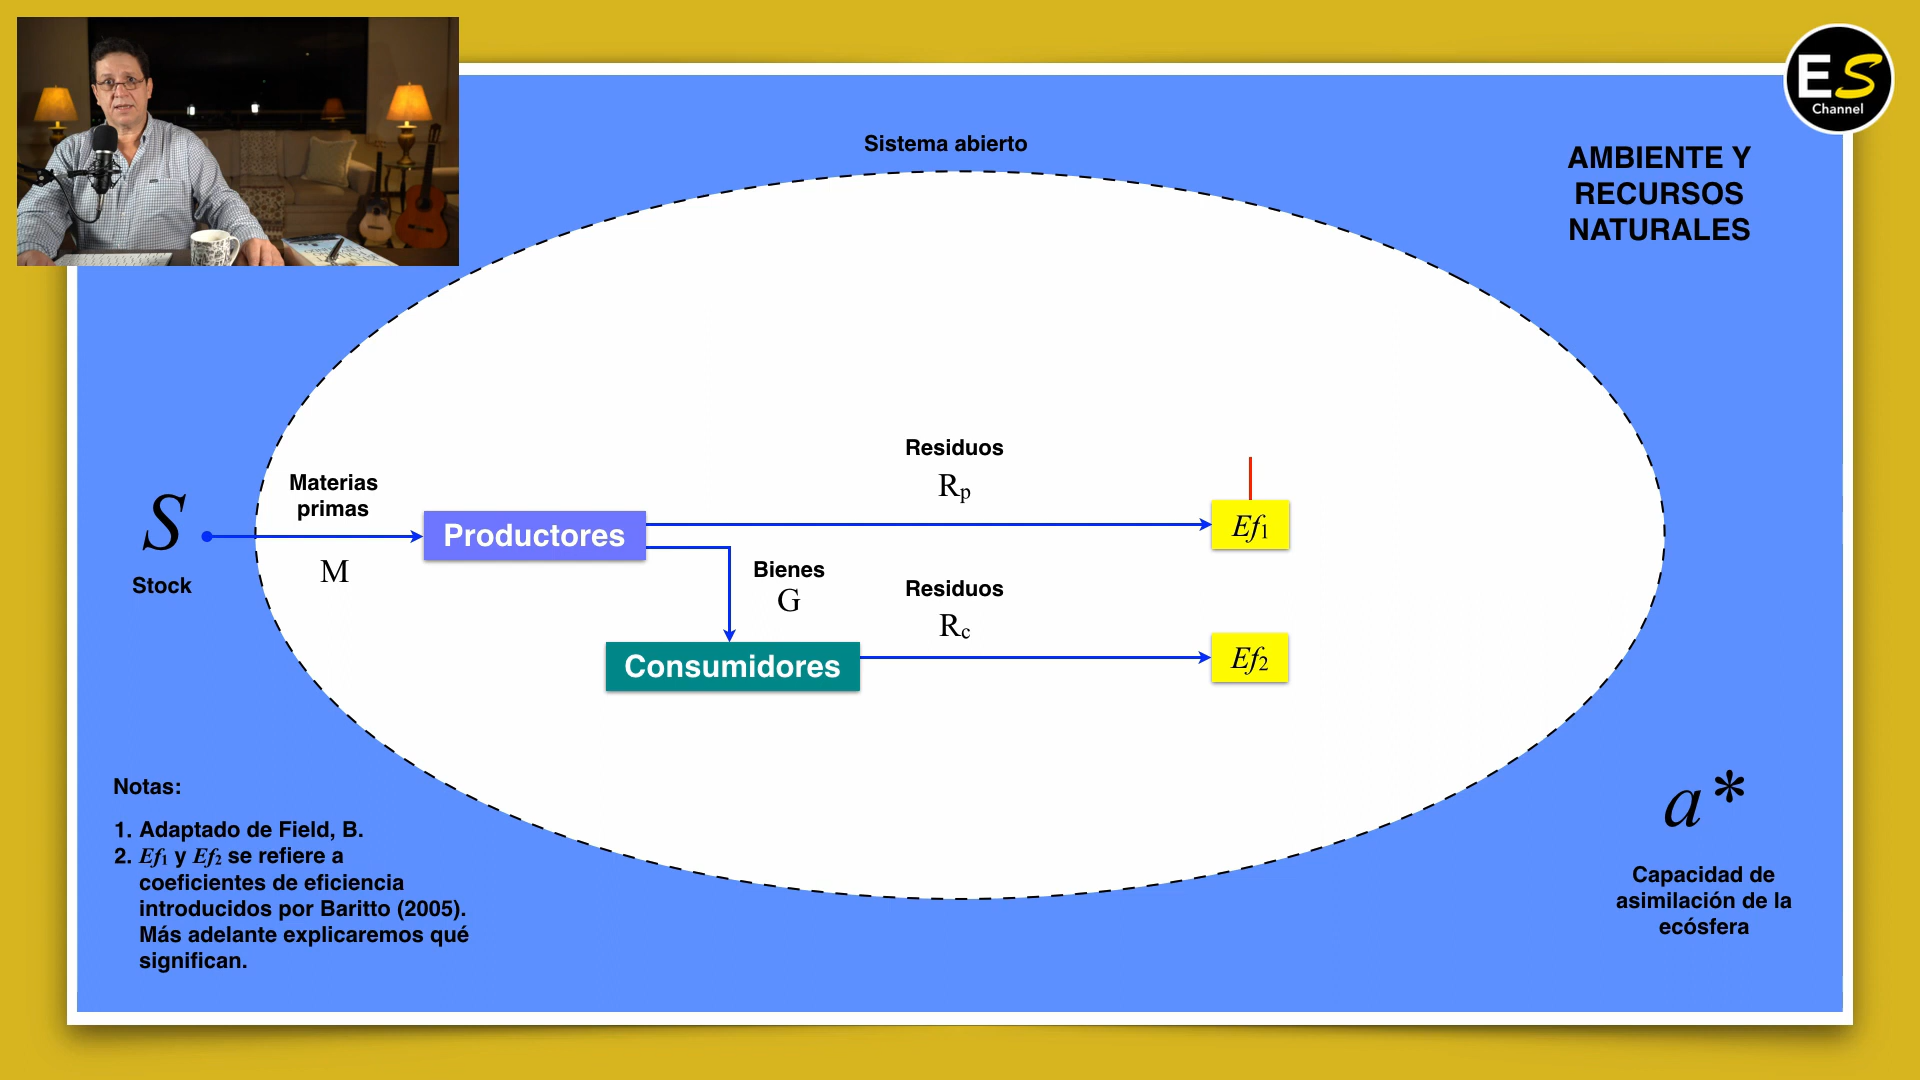 ES
Channel
Sistema abierto
AMBIENTE Y
RECURSOS
NATURALES
Residuos
Rp
Materias
primas
S
Stock
M
Productores
Ef1
Bienes
G
Residuos
Rc
Consumidores
Ef2
Notas:
1. Adaptado de Field, B.
2. Ef1 y Ef2 se refiere a
coeficientes de eficiencia
introducidos por Baritto (2005).
Más adelante explicaremos qué
significan.
a*
Capacidad de
asimilación de la
ecósfera